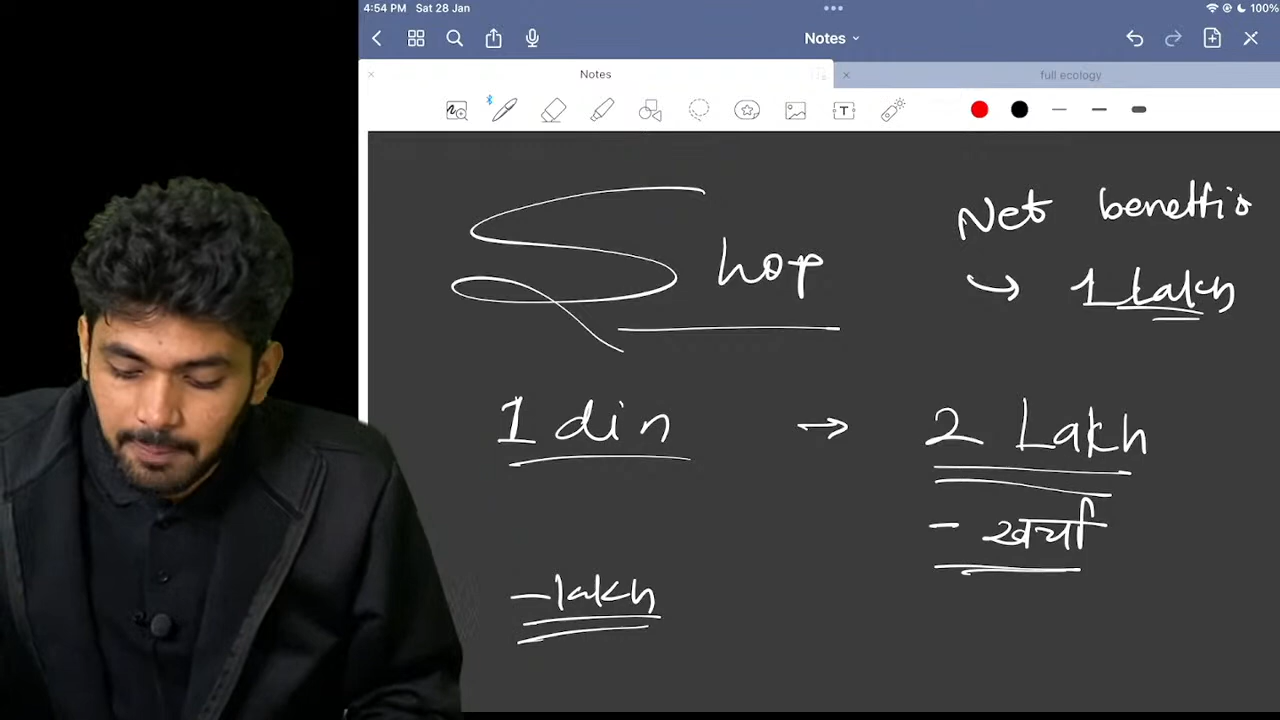 4:54 PM Sat 28 Jan
100%
Notes
Notes
full ecology
T
Shop
Net benettio
→ 1 lakh
1 din → 2 Lakh
- खर्चा
-lakh